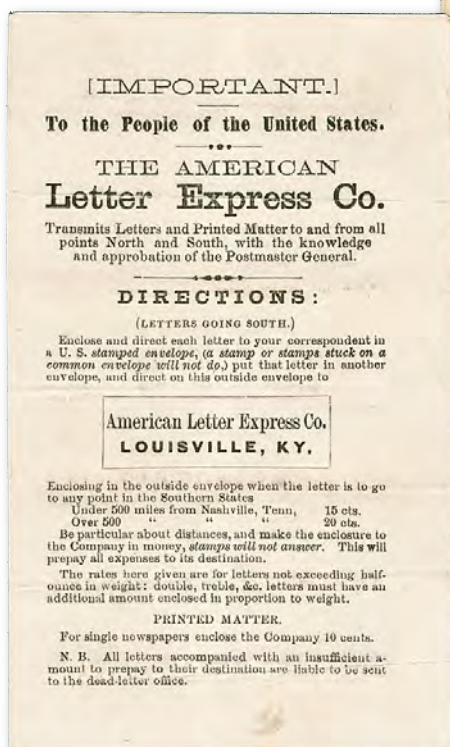 [IMPORTANT.]
To the People of the United States.
THE AMERICAN
Letter Express Co.
Transmits Letters and Printed Matter to and from all
points North and South, with the knowledge
and approbation of the Postmaster General.
DIRECTIONS:
(LETTERS GOING SOUTH.)
Enclose and direct each letter to your correspondent in
a U. S. stamped envelope, (a stamp or stamps stuck on a
common envelope will not do,) put that letter in another
envelope, and direct on this outside envelope to
American Letter Express Co.
LOUISVILLE, KY.
Enclosing in the outside envelope when the letter is to go
to any point in the Southern States
Under 500 miles from Nashville, Tenn, 15 cts.
Over 500 " " " 20 cts.
Be particular about distances, and make the enclosure to
the Company in money, stamps will not answer. This will
prepay all expenses to its destination.
The rates here given are for letters not exceeding half-
ounce in weight: double, treble, &c. letters must have an
additional amount enclosed in proportion to weight.
PRINTED MATTER.
For single newspapers enclose the Company 10 cents.
N. B. All letters accompanied with an insufficient a-
mount to prepay to their destination are liable to be sent
to the dead-letter office.